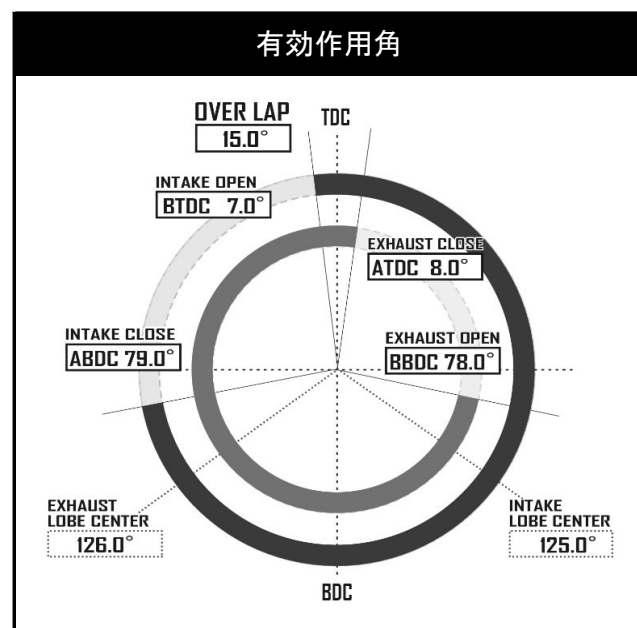 有効作用角
OVER LAP
15.0°
TDC
INTAKE OPEN
BTDC 7.0°
EXHAUST CLOSE
ATDC 8.0°
INTAKE CLOSE
ABDC 79.0°
EXHAUST OPEN
BBDC 78.0°
EXHAUST
LOBE CENTER
126.0°
INTAKE
LOBE CENTER
125.0°
BDC